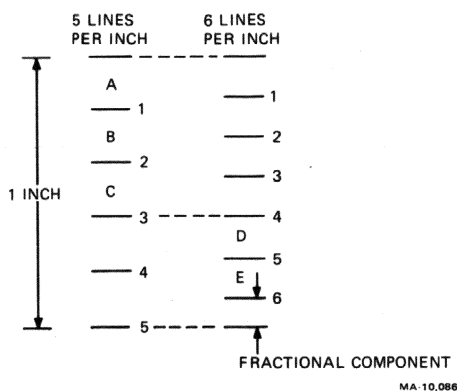 5 LINES PER INCH
6 LINES PER INCH
A
1
1
B
2
2
3
1 INCH
C
3
4
D
4
5
E
6
5
FRACTIONAL COMPONENT
MA-10,086